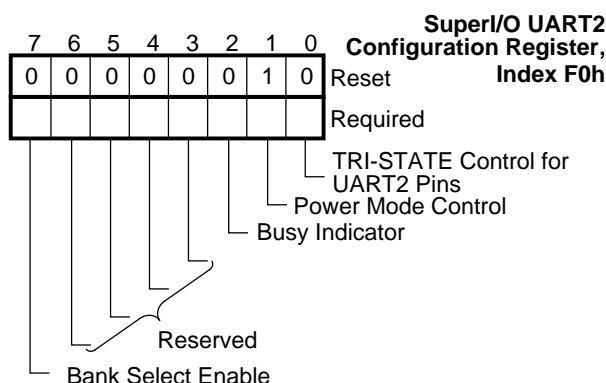 SuperI/O UART2
Configuration Register,
Index F0h
7 6 5 4 3 2 1 0
0 0 0 0 0 0 1 0 Reset
Required
TRI-STATE Control for
UART2 Pins
Power Mode Control
Busy Indicator
Reserved
Bank Select Enable